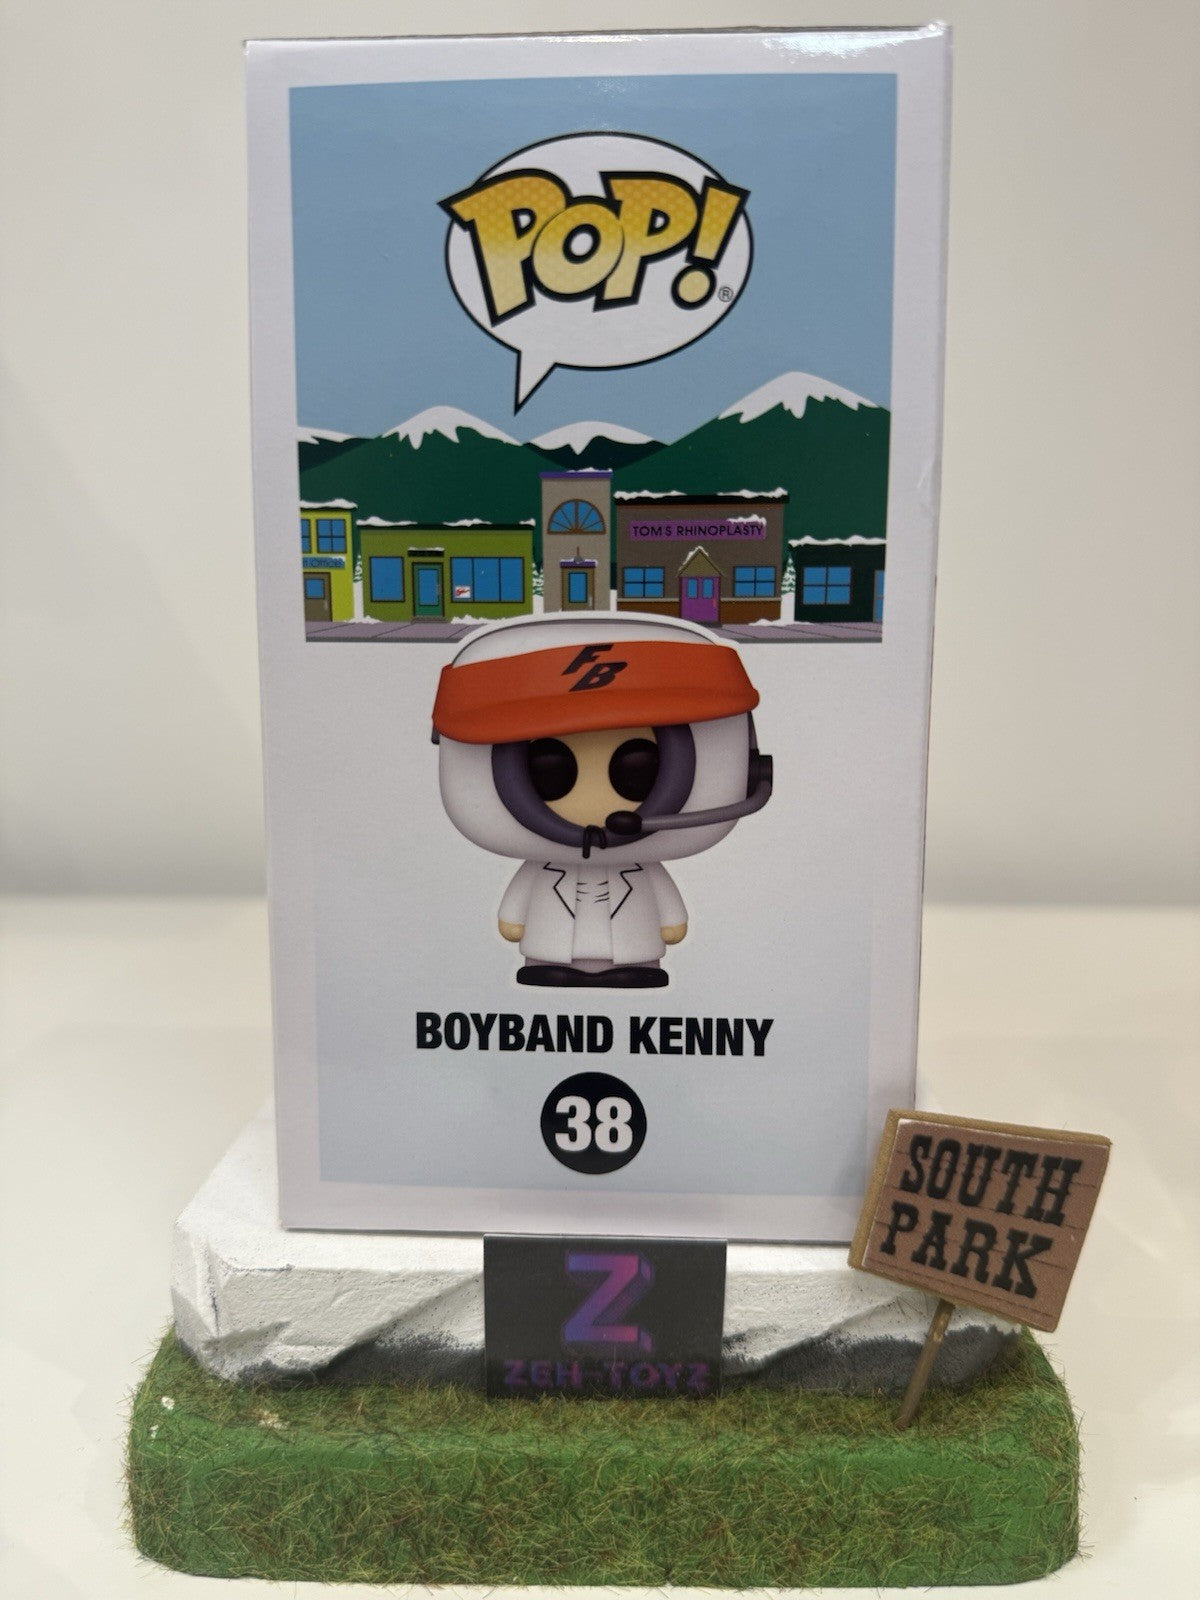 POP!
®
TOM'S RHINOPLASTY
FB
BOYBAND KENNY
38
SOUTH
PARK
Z
ZEH TOYZ